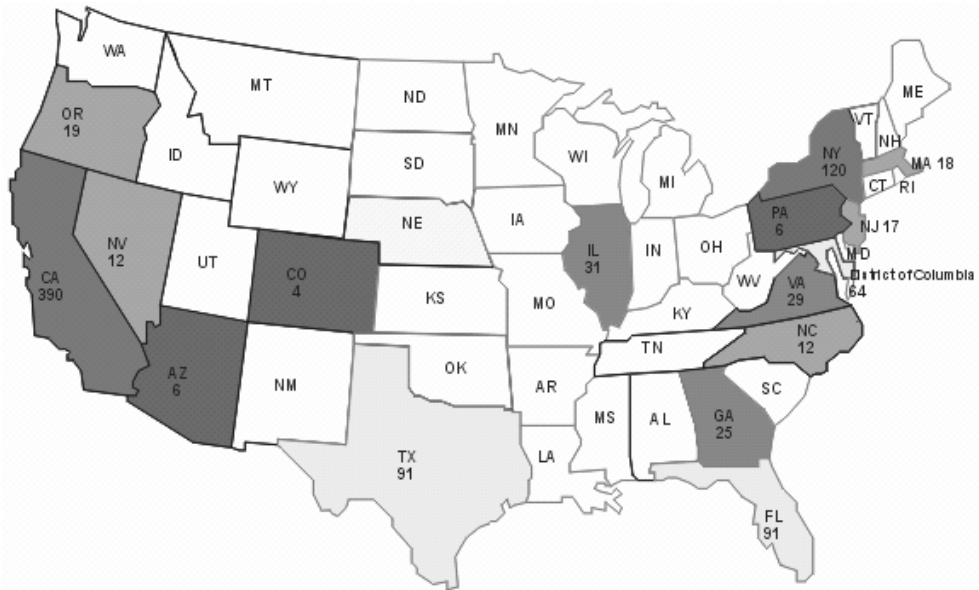 WA
MT
ND
MN
ME
VT
NH
OR
19
ID
WY
SD
WI
MI
NY
120
MA 18
CT
RI
NE
IA
PA
6
NJ 17
NV
12
UT
CO
4
IL
31
IN
OH
MD
District of Columbia
64
CA
390
KS
MO
WV
VA
29
KY
AZ
6
NM
OK
AR
TN
NC
12
SC
MS
AL
GA
25
TX
91
LA
FL
91